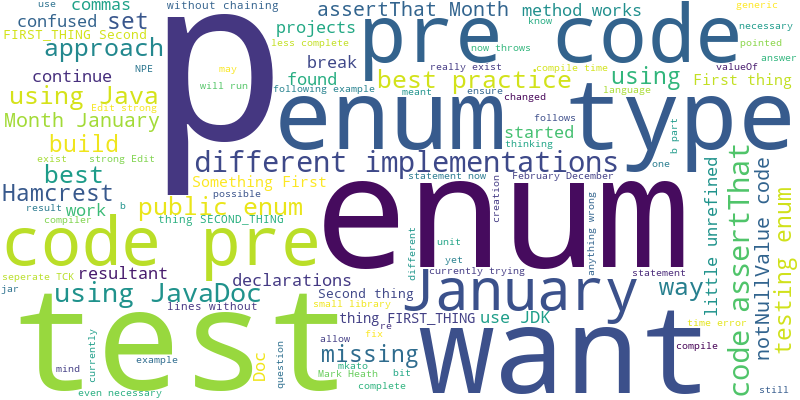 use
commas
without chaining
confused
set
FIRST_THING Second
approach
p
pre code
assertThat Month
method works
projects
less complete
know
necessary
generic
continue
NPE
may
will run
found
break
now throws
really exist
compile time
pointed
answer
valueOf
using Java
Edit strong
following example
best practice
using
First thing
meant
ensure
changed
language
Month January
enum type
build
exist
strong Edit
started
follows
thinking
b part
one
different implementations
best
Something First
statement now
February December
possible
Hamcrest
result
b
work
public enum
thing SECOND_THING
compiler
enum
creation
anything wrong
little unrefined
code assertThat
notNullValue code
testing enum
code pre
different
unit
yet
statement
seperate TCK
resultant
declarations
currently trying
jar
using JavaDoc
Second thing
small library
January
way
lines without
thing FIRST_THING
use JDK
time error
test
re
fix
allow
want
currently
Doc
question
missing
compile
mind
example
mkato
Mark Heath
bit
complete
even necessary
still